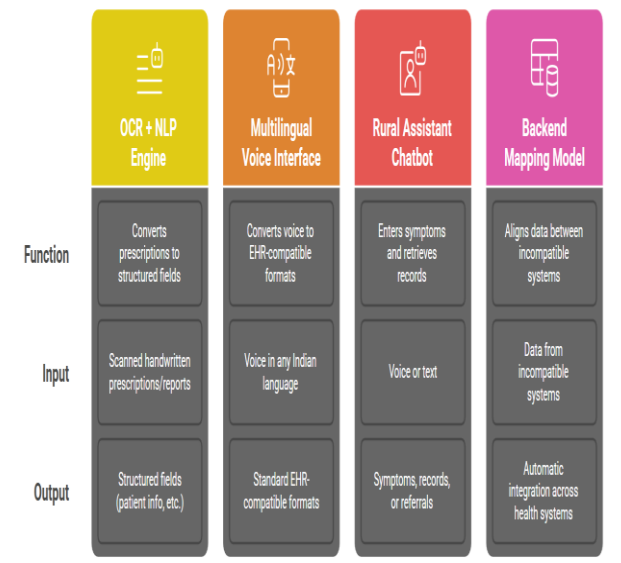 OCR + NLP
Engine
Multilingual
Voice Interface
Rural Assistant
Chatbot
Backend
Mapping Model
Function
Converts
prescriptions to
structured fields
Converts voice to
EHR-compatible
formats
Enters symptoms
and retrieves
records
Aligns data between
incompatible
systems
Input
Scanned handwritten
prescriptions/reports
Voice in any Indian
language
Voice or text
Data from
incompatible
systems
Output
Structured fields
(patient info, etc.)
Standard EHR-
compatible formats
Symptoms, records,
or referrals
Automatic
integration across
health systems